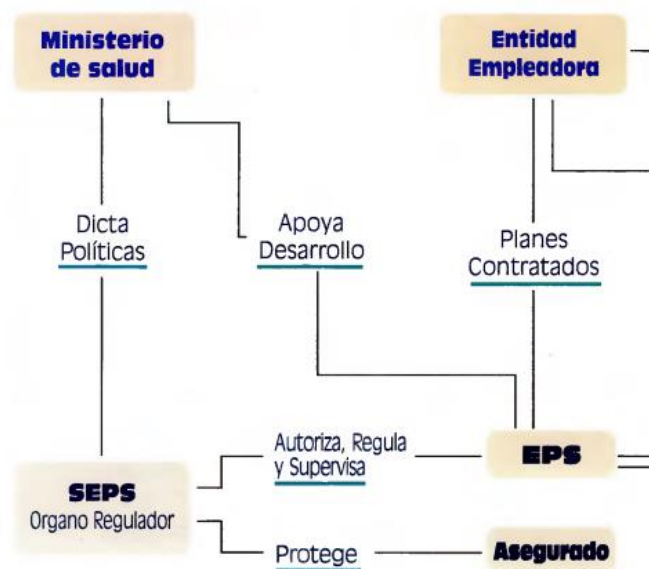 Ministerio
de salud
Entidad
Empleadora
Dicta
Políticas
Apoya
Desarrollo
Planes
Contratados
Autoriza, Regula
y Supervisa
EPS
SEPS
Organo Regulador
Protege
Asegurado